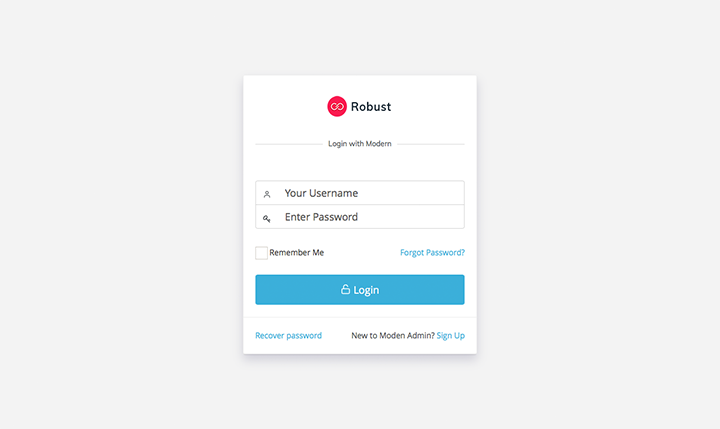 Robust
Login with Modern
Your Username
Enter Password
Remember Me Forgot Password?
Login
Recover password New to Moden Admin? Sign Up